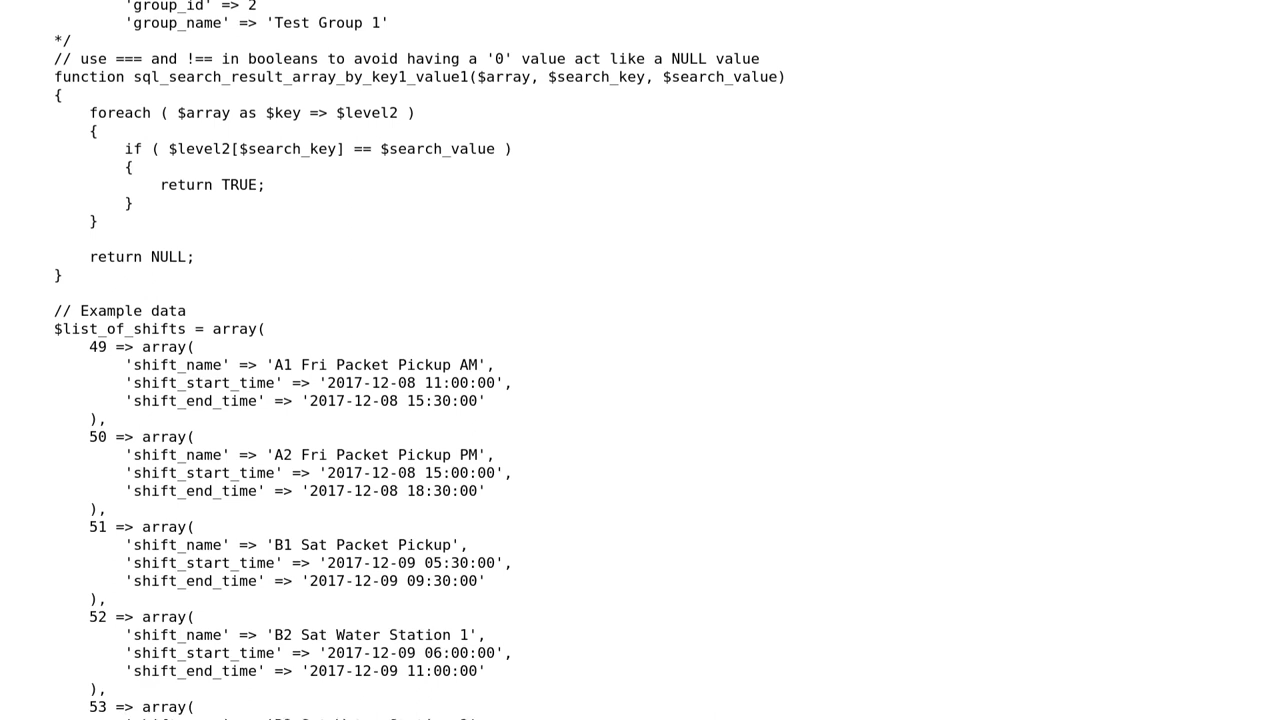 'group_id' => 2
'group_name' => 'Test Group 1'
*/
// use === and !== in booleans to avoid having a '0' value act like a NULL value
function sql_search_result_array_by_key1_value1($array, $search_key, $search_value)
{
foreach ( $array as $key => $level2 )
{
if ( $level2[$search_key] == $search_value )
{
return TRUE;
}
}
return NULL;
}
// Example data
$list_of_shifts = array(
49 => array(
'shift_name' => 'A1 Fri Packet Pickup AM',
'shift_start_time' => '2017-12-08 11:00:00',
'shift_end_time' => '2017-12-08 15:30:00'
),
50 => array(
'shift_name' => 'A2 Fri Packet Pickup PM',
'shift_start_time' => '2017-12-08 15:00:00',
'shift_end_time' => '2017-12-08 18:30:00'
),
51 => array(
'shift_name' => 'B1 Sat Packet Pickup',
'shift_start_time' => '2017-12-09 05:30:00',
'shift_end_time' => '2017-12-09 09:30:00'
),
52 => array(
'shift_name' => 'B2 Sat Water Station 1',
'shift_start_time' => '2017-12-09 06:00:00',
'shift_end_time' => '2017-12-09 11:00:00'
),
53 => array(